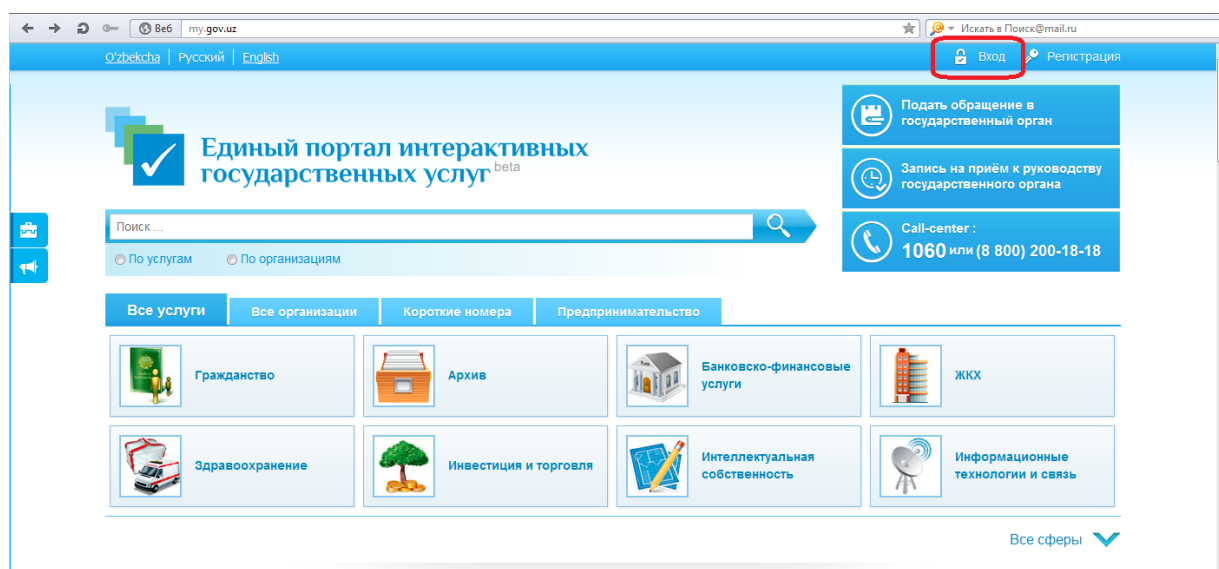 Веб my.gov.uz
Искать в Поиск@mail.ru
O'zbekcha | Русский | English
Вход
Регистрация
Единый портал интерактивных
государственных услуг beta
Подать обращение в
государственный орган
Запись на приём к руководству
государственного органа
Call-center :
1060 или (8 800) 200-18-18
Поиск ...
По услугам По организациям
Все услуги Все организации Короткие номера Предпринимательство
Гражданство
Архив
Банковско-финансовые
услуги
ЖКХ
Здравоохранение
Инвестиция и торговля
Интеллектуальная
собственность
Информационные
технологии и связь
Все сферы